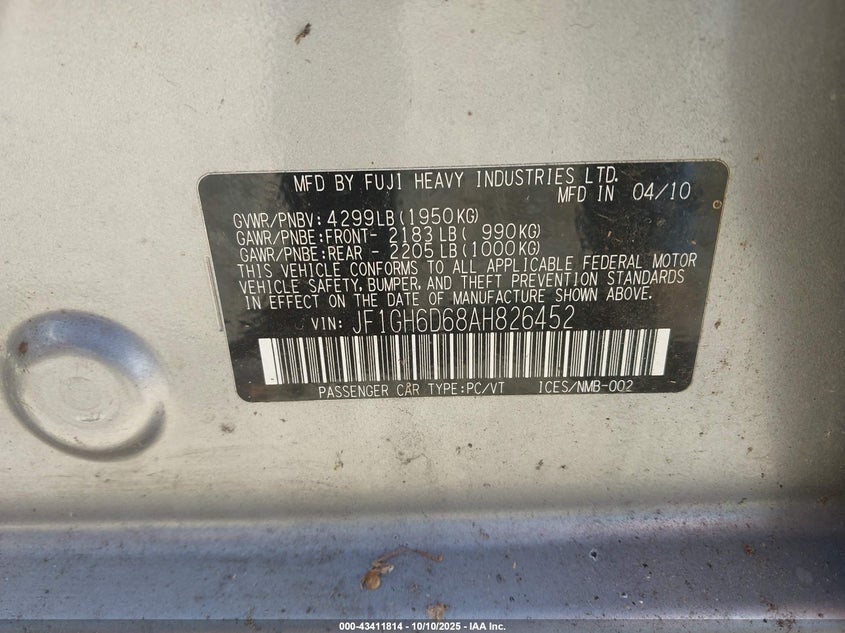 MFD BY FUJI HEAVY INDUSTRIES LTD.
MFD IN 04/10
GVWR/PNBV: 4299LB(1950KG)
GAWR/PNBE:FRONT- 2183LB( 990KG)
GAWR/PNBE:REAR - 2205LB(1000KG)
THIS VEHICLE CONFORMS TO ALL APPLICABLE FEDERAL MOTOR
VEHICLE SAFETY, BUMPER, AND THEFT PREVENTION STANDARDS
IN EFFECT ON THE DATE OF MANUFACTURE SHOWN ABOVE.
VIN: JF1GH6D68AH826452
PASSENGER CAR TYPE:PC/VT ICES/NMB-002
000-43411814 - 10/10/2025 - IAA Inc.